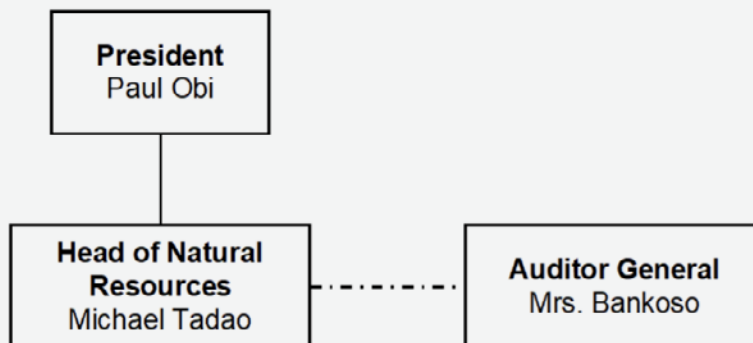 President
Paul Obi
Head of Natural
Resources
Michael Tadao
Auditor General
Mrs. Bankoso